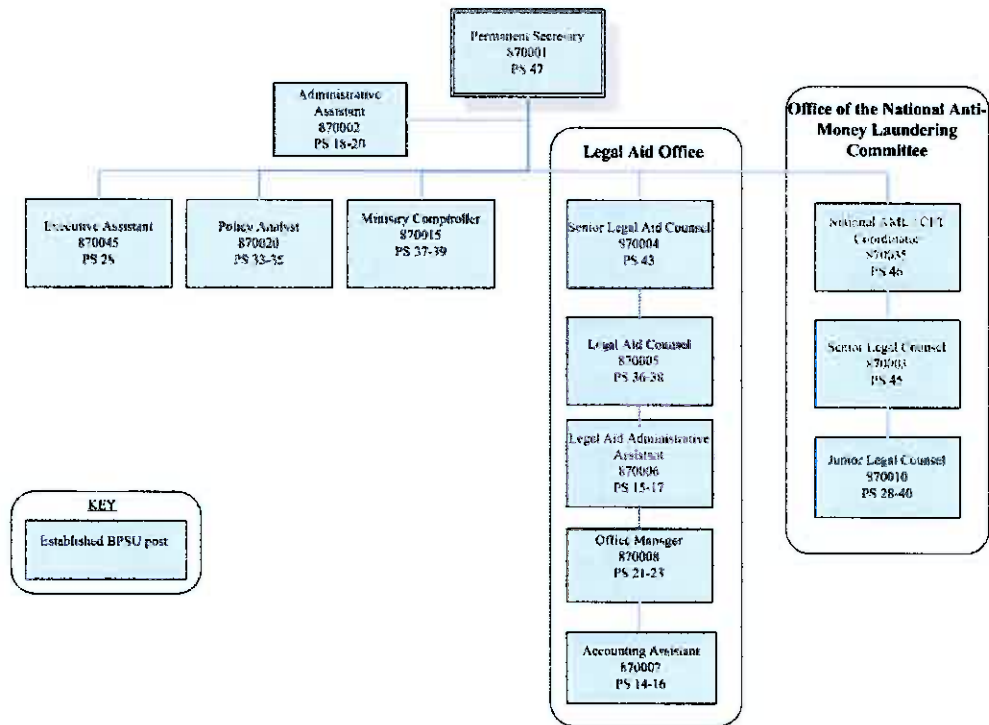 Permanent Secretary
870001
PS 47
Administrative
Assistant
870002
PS 18-20
Executive Assistant
870045
PS 28
Policy Analyst
870020
PS 33-35
Ministry Comptroller
870015
PS 37-39
Legal Aid Office
Senior Legal Aid Counsel
870004
PS 43
Legal Aid Counsel
870005
PS 36-38
Legal Aid Administrative
Assistant
870006
PS 15-17
Office Manager
870008
PS 21-23
Accounting Assistant
870007
PS 14-16
Office of the National Anti-
Money Laundering
Committee
National AML / CFT
Coordinator
870035
PS 46
Senior Legal Counsel
870003
PS 45
Junior Legal Counsel
870010
PS 28-40
KEY
Established BPSU post